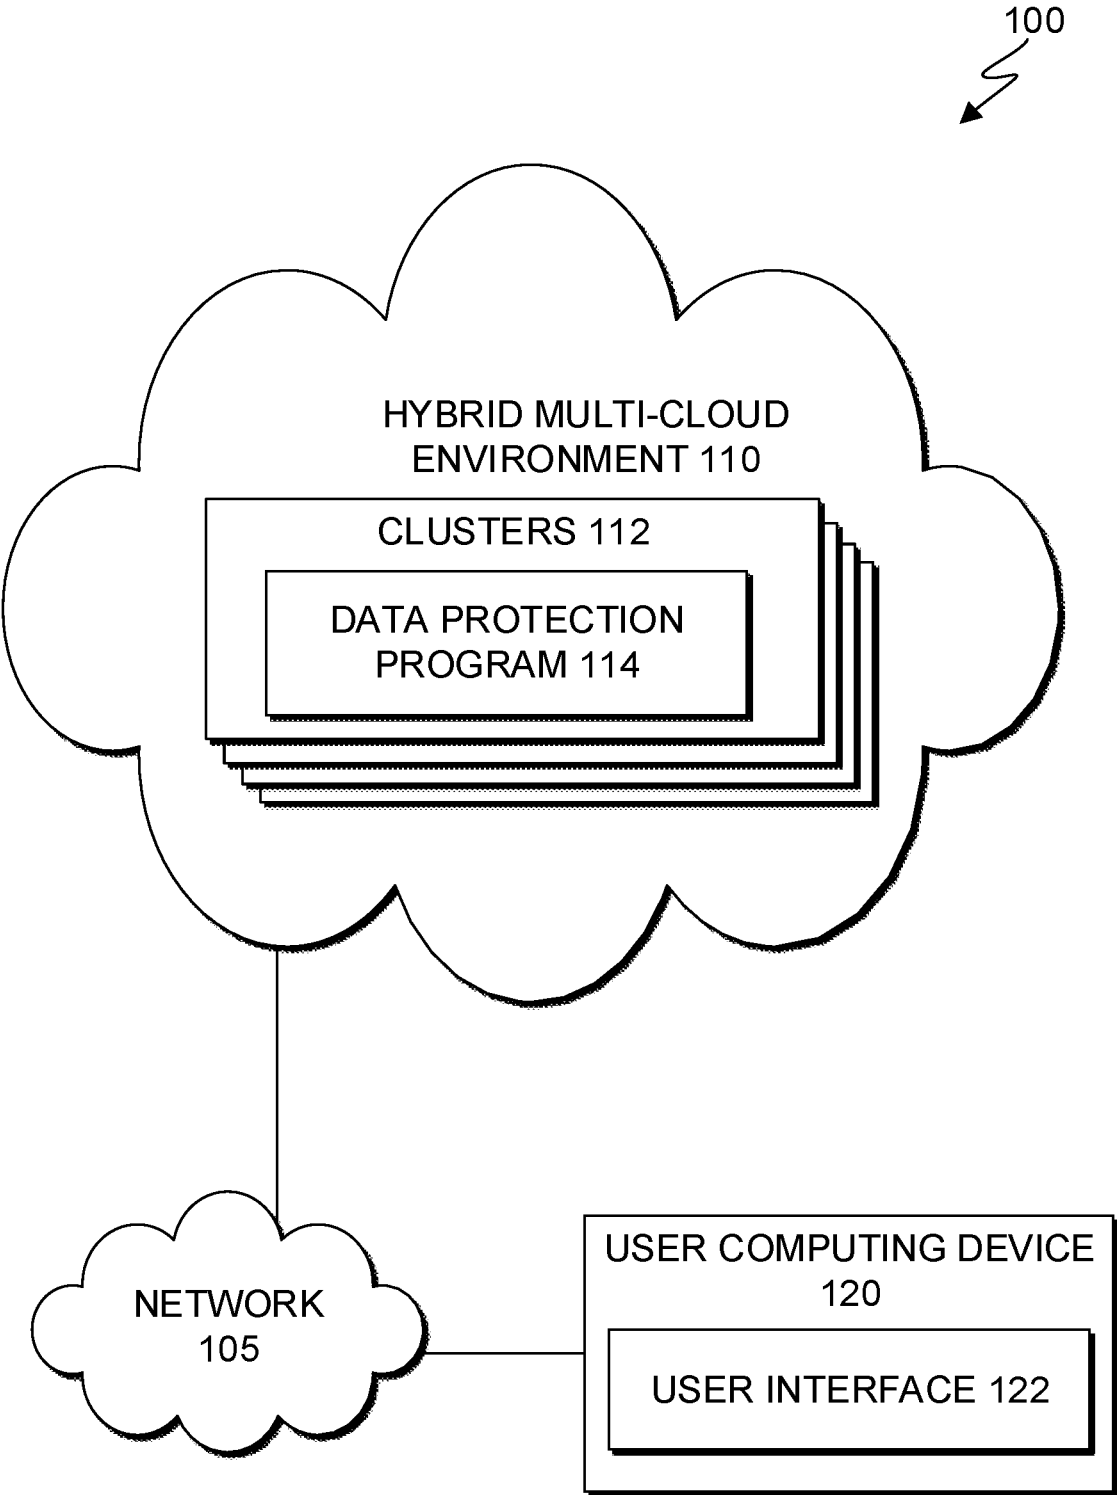 100
HYBRID MULTI-CLOUD
ENVIRONMENT 110
CLUSTERS 112
DATA PROTECTION
PROGRAM 114
NETWORK
105
USER COMPUTING DEVICE
120
USER INTERFACE 122